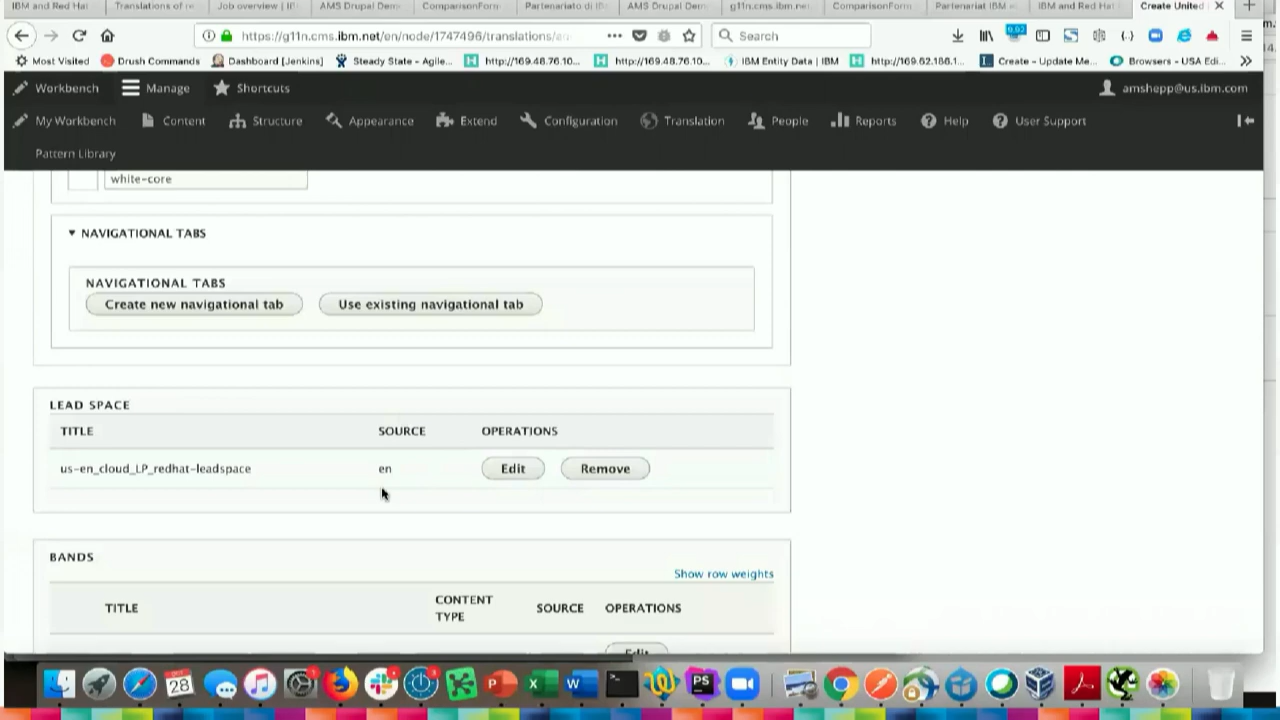 IBM and Red Hat
Translations of re
Job overview | IB
AMS Drupal Dem
ComparisonForm
Partenariato di IB
AMS Drupal Dem
g11n.cms.ibm.net
ComparisonForm
Partenariat IBM e
IBM and Red Hat
Create United
https://g11n.cms.ibm.net/en/node/1747496/translations/
Search
Most Visited
Drush Commands
Dashboard [Jenkins]
Steady State - Agile...
http://169.48.76.10...
http://169.48.76.10...
IBM Entity Data | IBM
http://169.62.186.1...
Create - Update Me...
Browsers - USA Edi...
Workbench
Manage
Shortcuts
amshepp@us.ibm.com
My Workbench
Content
Structure
Appearance
Extend
Configuration
Translation
People
Reports
Help
User Support
Pattern Library
white-core
NAVIGATIONAL TABS
NAVIGATIONAL TABS
Create new navigational tab
Use existing navigational tab
LEAD SPACE
TITLE SOURCE OPERATIONS
us-en_cloud_LP_redhat-leadspace en Edit Remove
BANDS
Show row weights
TITLE CONTENT TYPE SOURCE OPERATIONS
Edit
28
PS